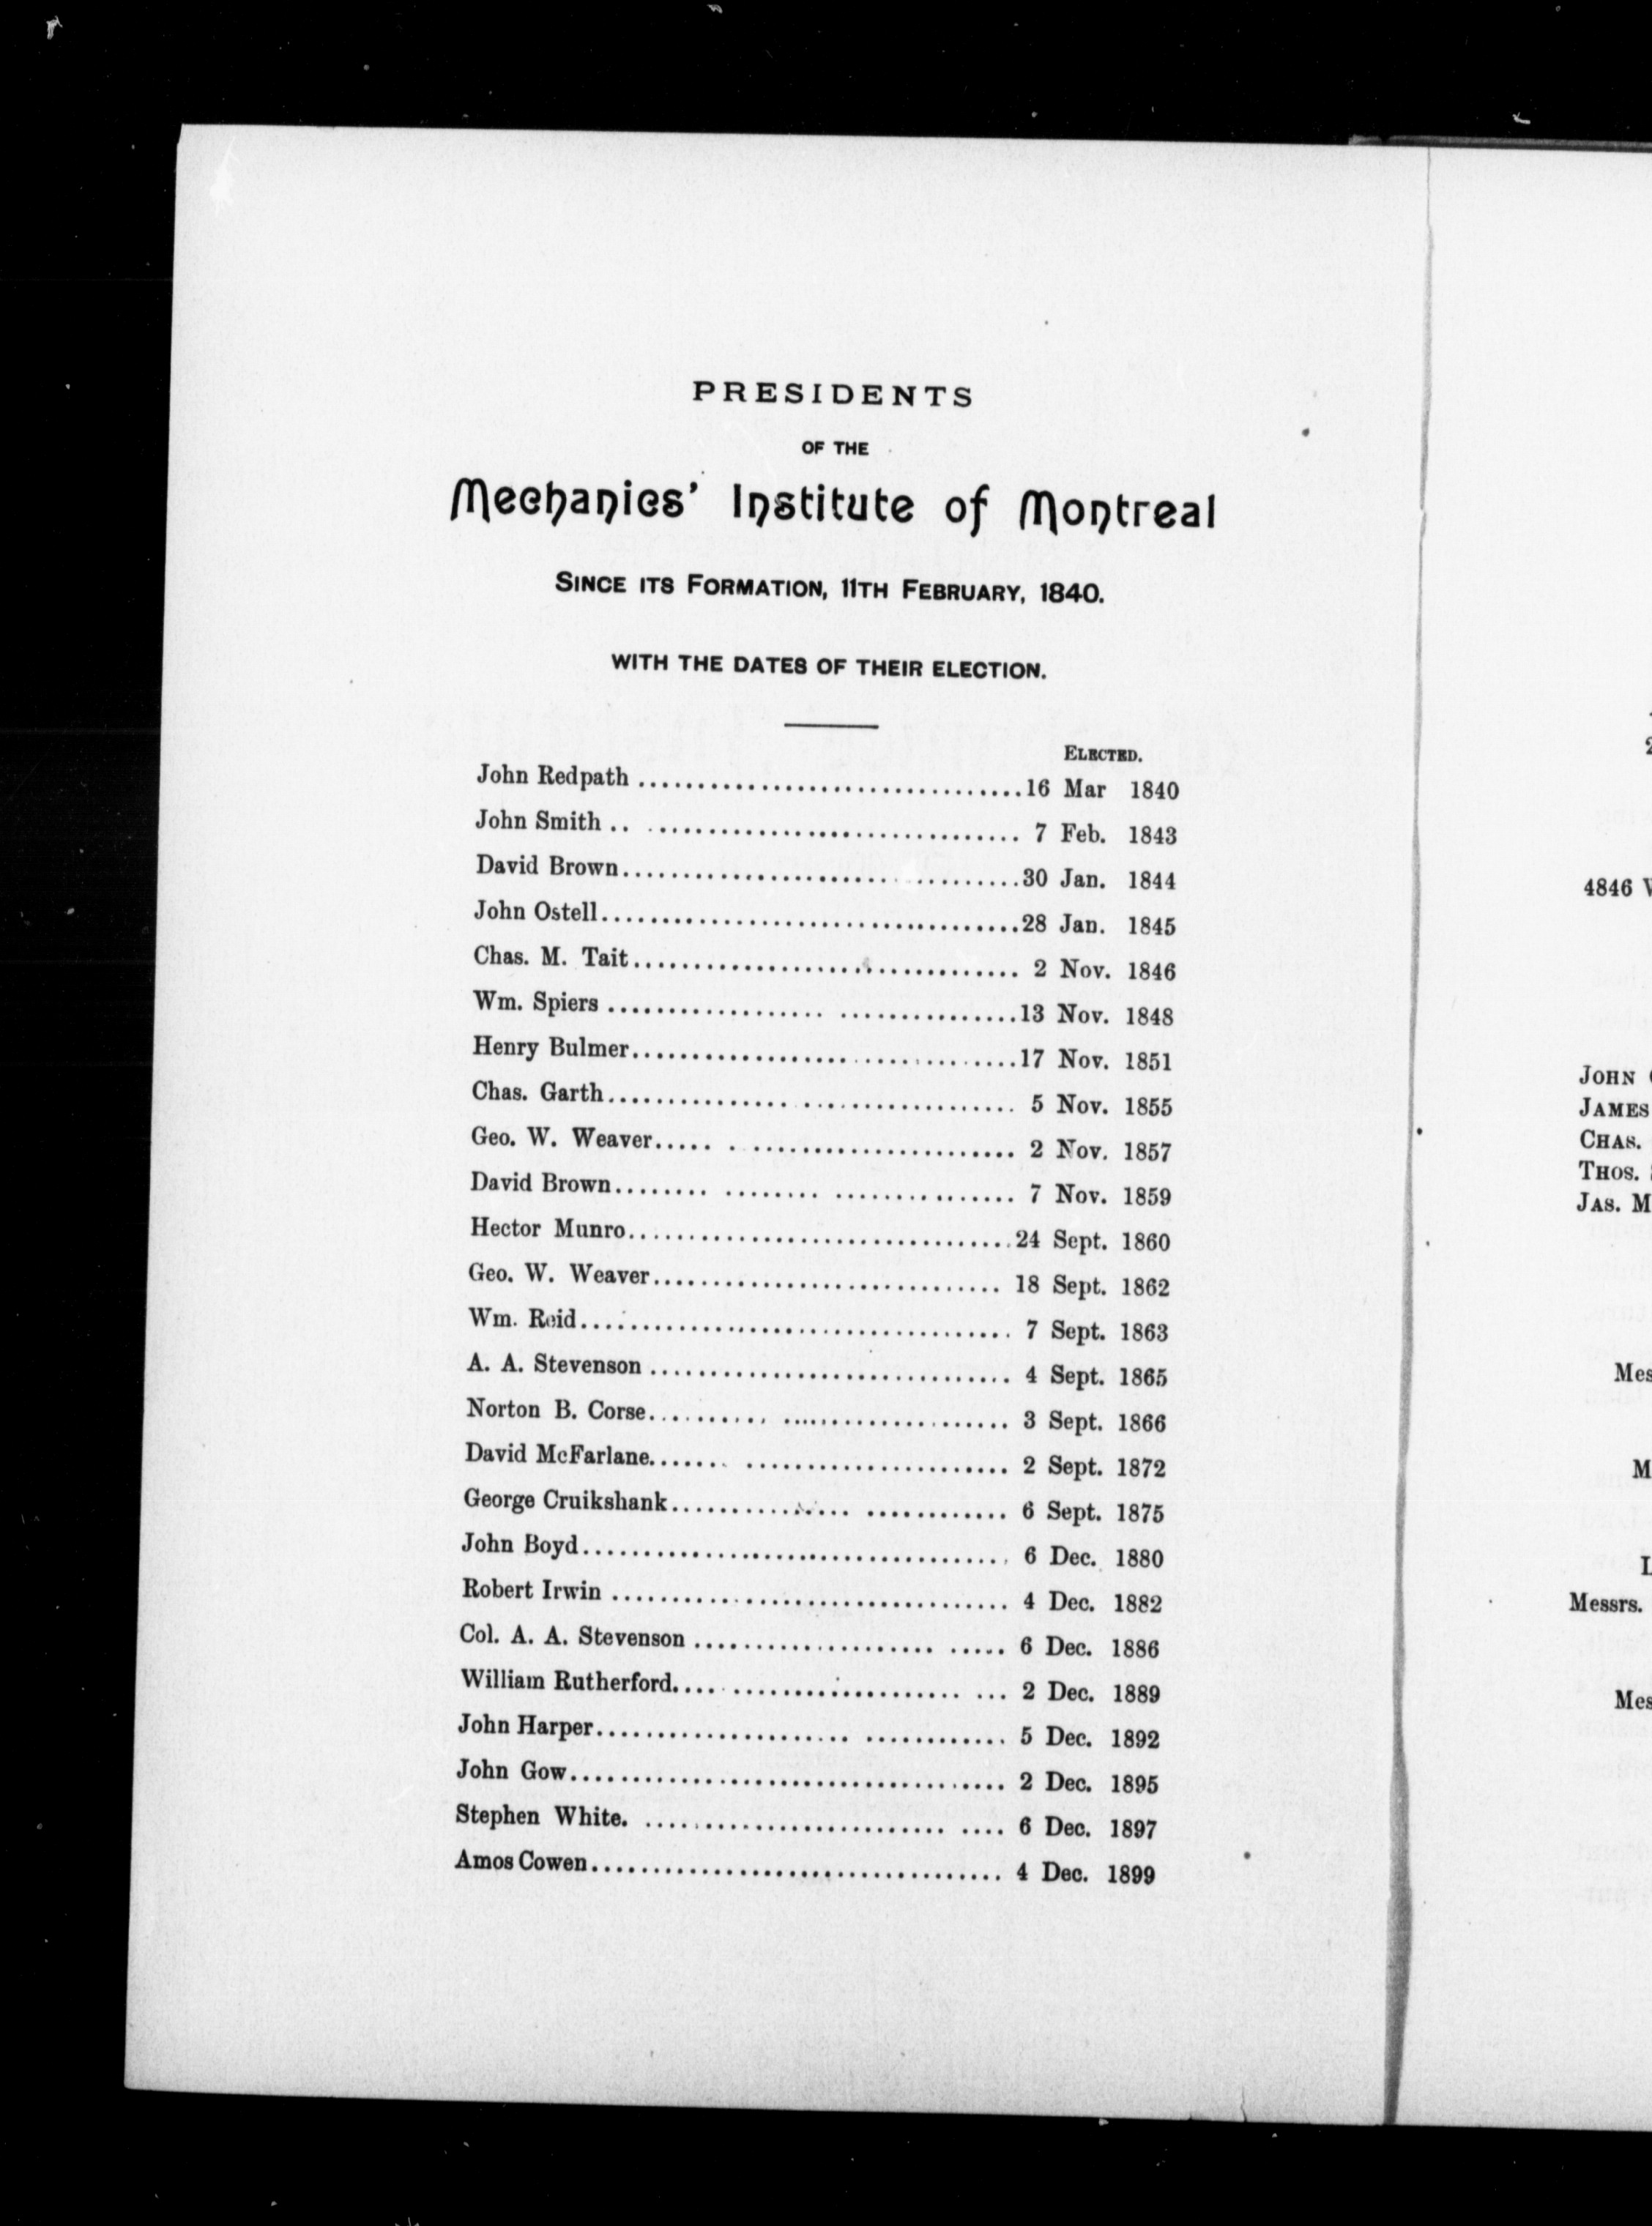 PRESIDENTS
OF THE
Mechanics' Institute of Montreal
SINCE ITS FORMATION, 11TH FEBRUARY, 1840.
WITH THE DATES OF THEIR ELECTION.
ELECTED.
John Redpath ................................16 Mar 1840
John Smith .. ............................... 7 Feb. 1843
David Brown.................................30 Jan. 1844
John Ostell...................................28 Jan. 1845
Chas. M. Tait................................ 2 Nov. 1846
Wm. Spiers .................. ...............13 Nov. 1848
Henry Bulmer................................17 Nov. 1851
Chas. Garth............... .................. 5 Nov. 1855
Geo. W. Weaver..... . ...................... 2 Nov. 1857
David Brown........ ........ ............... 7 Nov. 1859
Hector Munro................................24 Sept. 1860
Geo. W. Weaver............................. 18 Sept. 1862
Wm. Reid.................................... 7 Sept. 1863
A. A. Stevenson .............................. 4 Sept. 1865
Norton B. Corse.......... ................... 3 Sept. 1866
David McFarlane....... ...................... 2 Sept. 1872
George Cruikshank............... ............ 6 Sept. 1875
John Boyd................................... 6 Dec. 1880
Robert Irwin ................................. 4 Dec. 1882
Col. A. A. Stevenson .................... ..... 6 Dec. 1886
William Rutherford.... ................... ... 2 Dec. 1889
John Harper..................... ............ 5 Dec. 1892
John Gow.................................... 2 Dec. 1895
Stephen White. ......................... .... 6 Dec. 1897
Amos Cowen.................................. 4 Dec. 1899
2
4846
JOHN
JAMES
CHAS.
THOS.
JAS. M
Mes
M
L
Messrs.
Mes